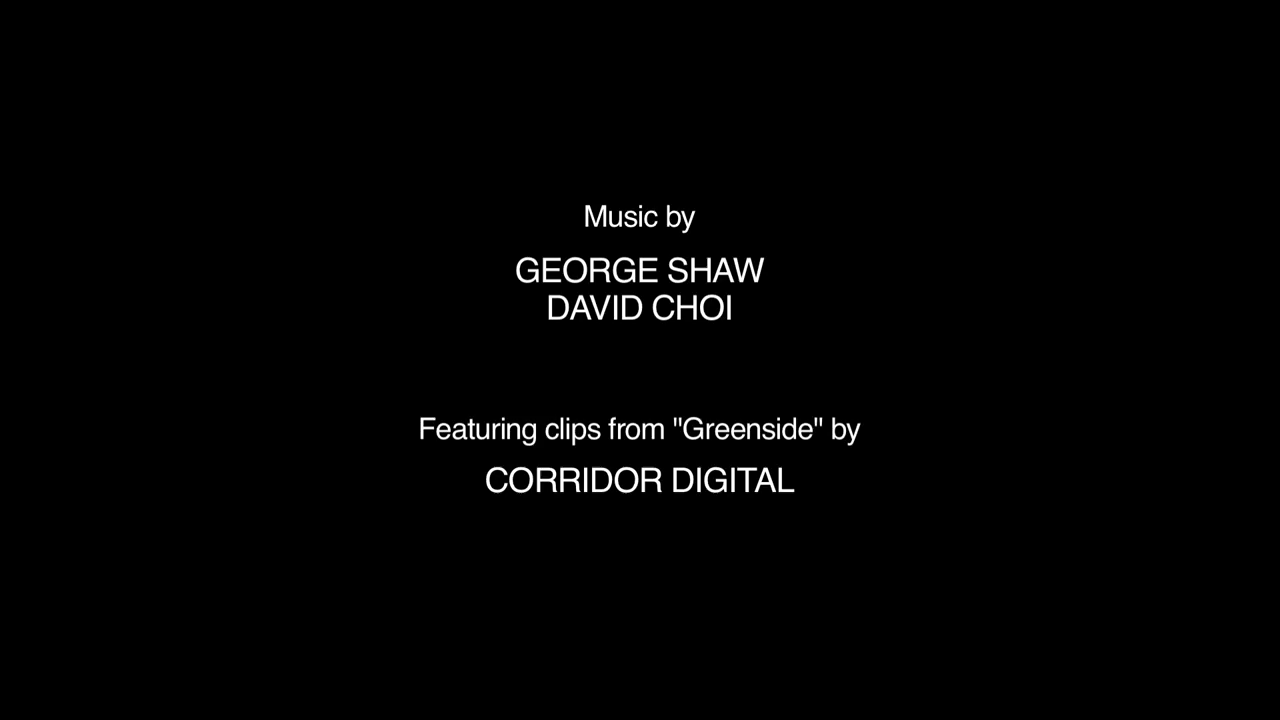 Music by
GEORGE SHAW
DAVID CHOI
Featuring clips from "Greenside" by
CORRIDOR DIGITAL